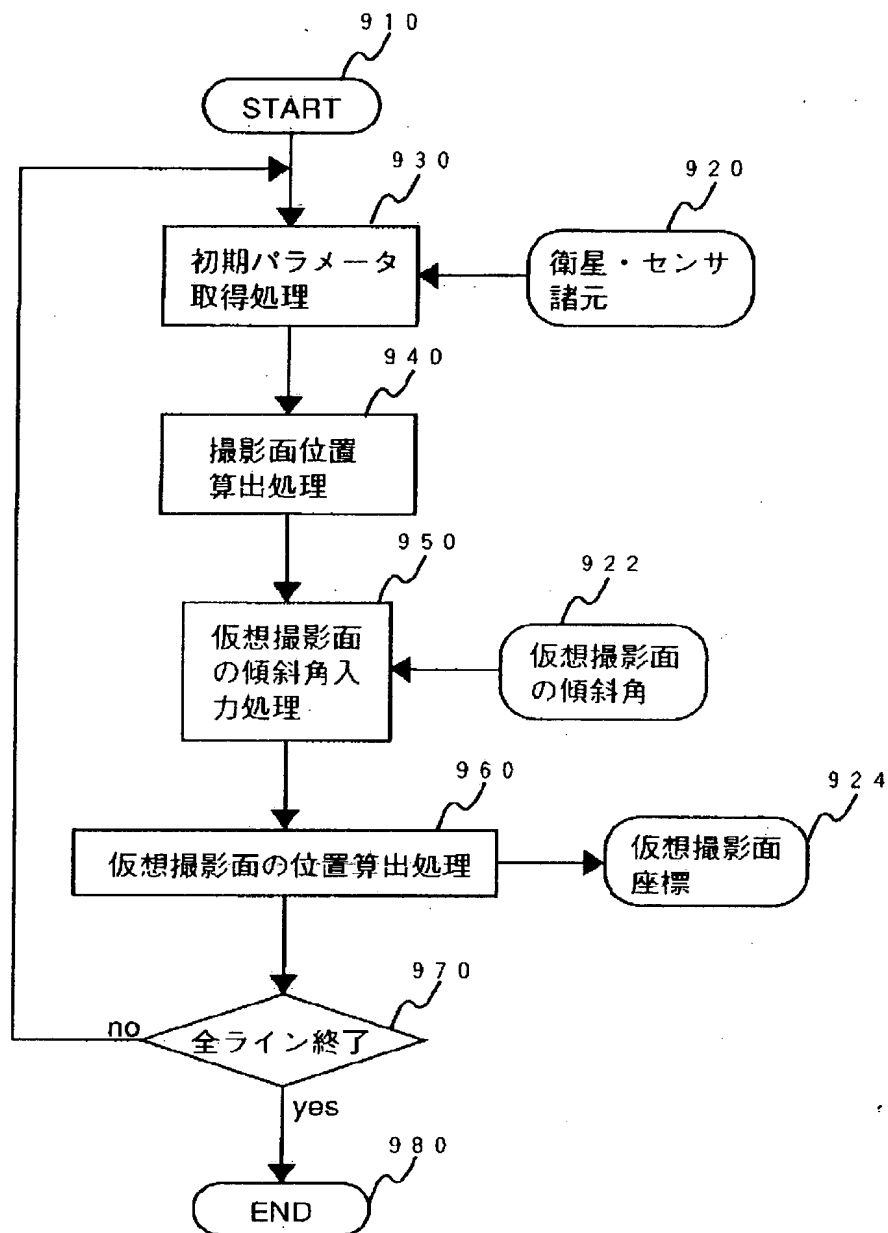 910
START
930
920
初期パラメータ
取得処理
衛星・センサ
諸元
940
撮影面位置
算出処理
950
922
仮想撮影面
の傾斜角入
力処理
仮想撮影面
の傾斜角
960
924
仮想撮影面の位置算出処理
仮想撮影面
座標
970
no
全ライン終了
yes
980
END